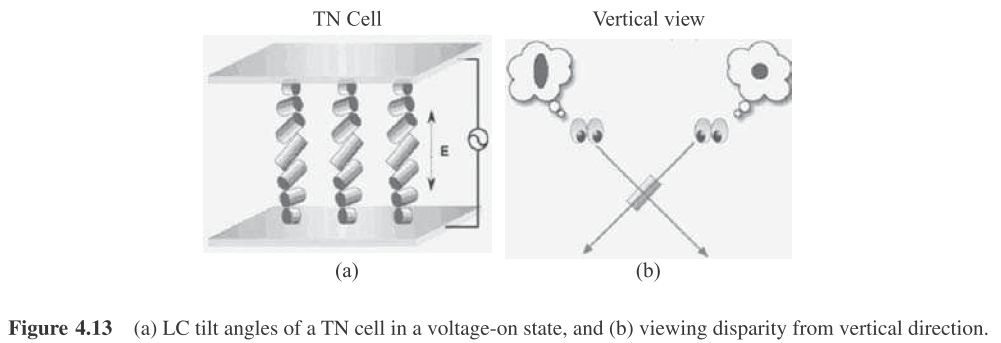 TN Cell
Vertical view
E
(a)
(b)
Figure 4.13 (a) LC tilt angles of a TN cell in a voltage-on state, and (b) viewing disparity from vertical direction.